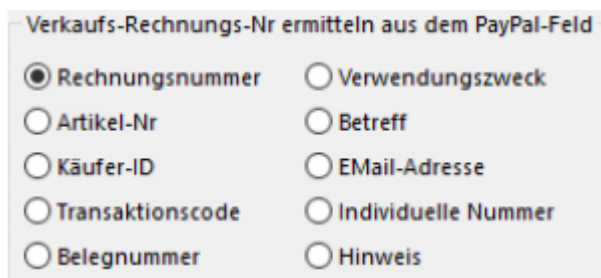 Verkaufs-Rechnungs-Nr ermitteln aus dem PayPal-Feld
Rechnungsnummer Verwendungszweck
Artikel-Nr Betreff
Käufer-ID EMail-Adresse
Transaktionscode Individuelle Nummer
Belegnummer Hinweis